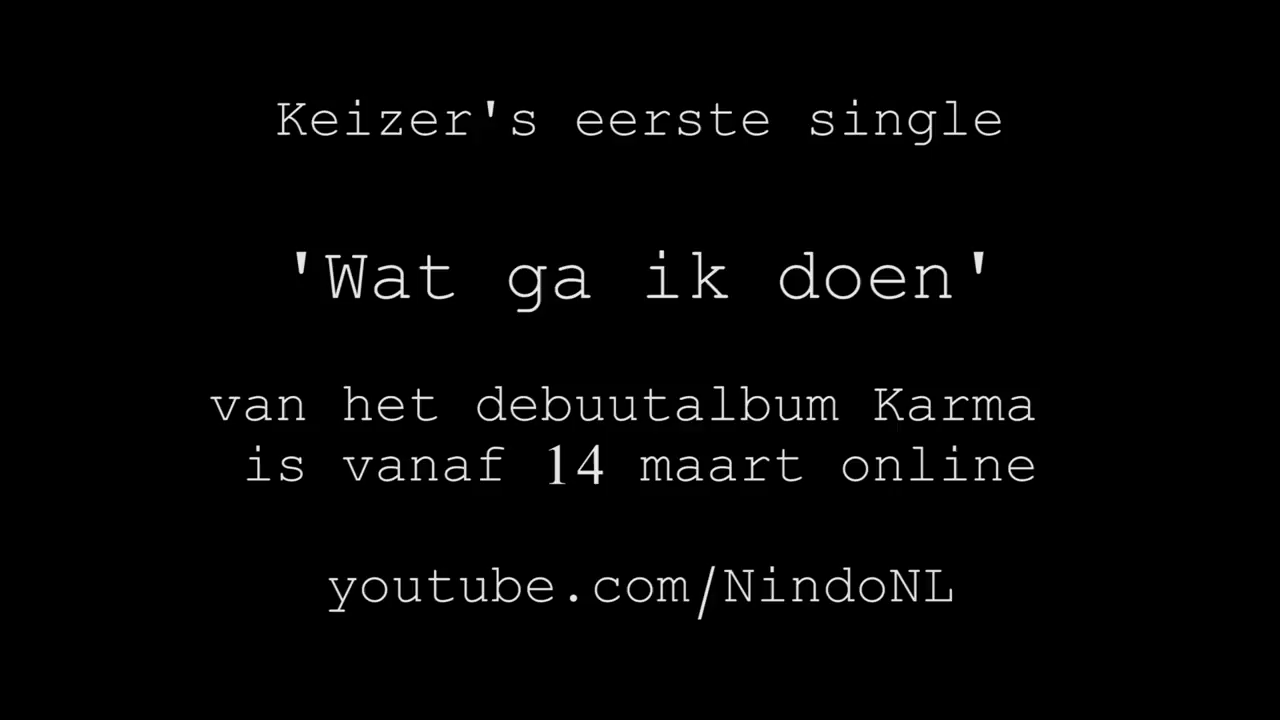 Keizer's eerste single
'Wat ga ik doen'
van het debuutalbum Karma
is vanaf 14 maart online
youtube.com/NindoNL